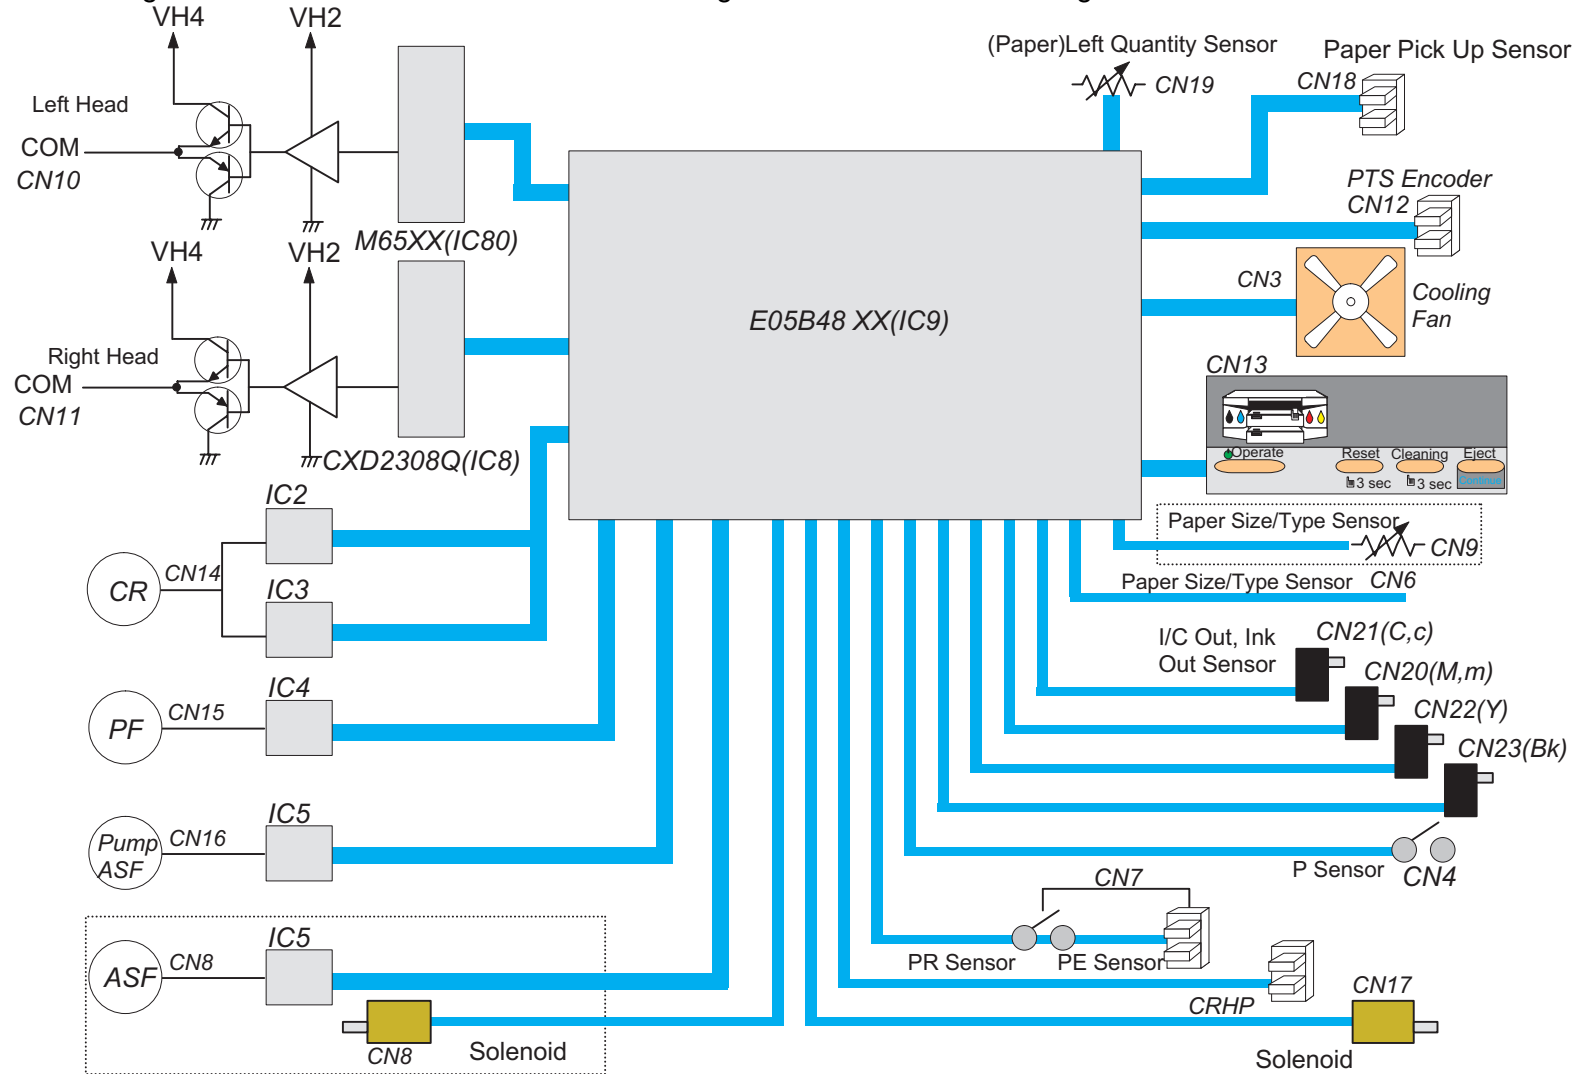 VH4
VH2
Left Head
COM
CN10
M65XX(IC80)
VH4
VH2
Right Head
COM
CN11
CXD2308Q(IC8)
E05B48 XX(IC9)
(Paper)Left Quantity Sensor
CN19
Paper Pick Up Sensor
CN18
PTS Encoder
CN12
CN3
Cooling
Fan
CN13
Operate
Reset
Cleaning
Eject
3 sec
3 sec
Continue
Paper Size/Type Sensor
CN9
Paper Size/Type Sensor
CN6
I/C Out, Ink
Out Sensor
CN21(C,c)
CN20(M,m)
CN22(Y)
CN23(Bk)
P Sensor
CN4
CN7
PR Sensor
PE Sensor
CRHP
CN17
Solenoid
IC2
CR
CN14
IC3
IC4
PF
CN15
IC5
Pump
ASF
CN16
IC5
ASF
CN8
CN8
Solenoid